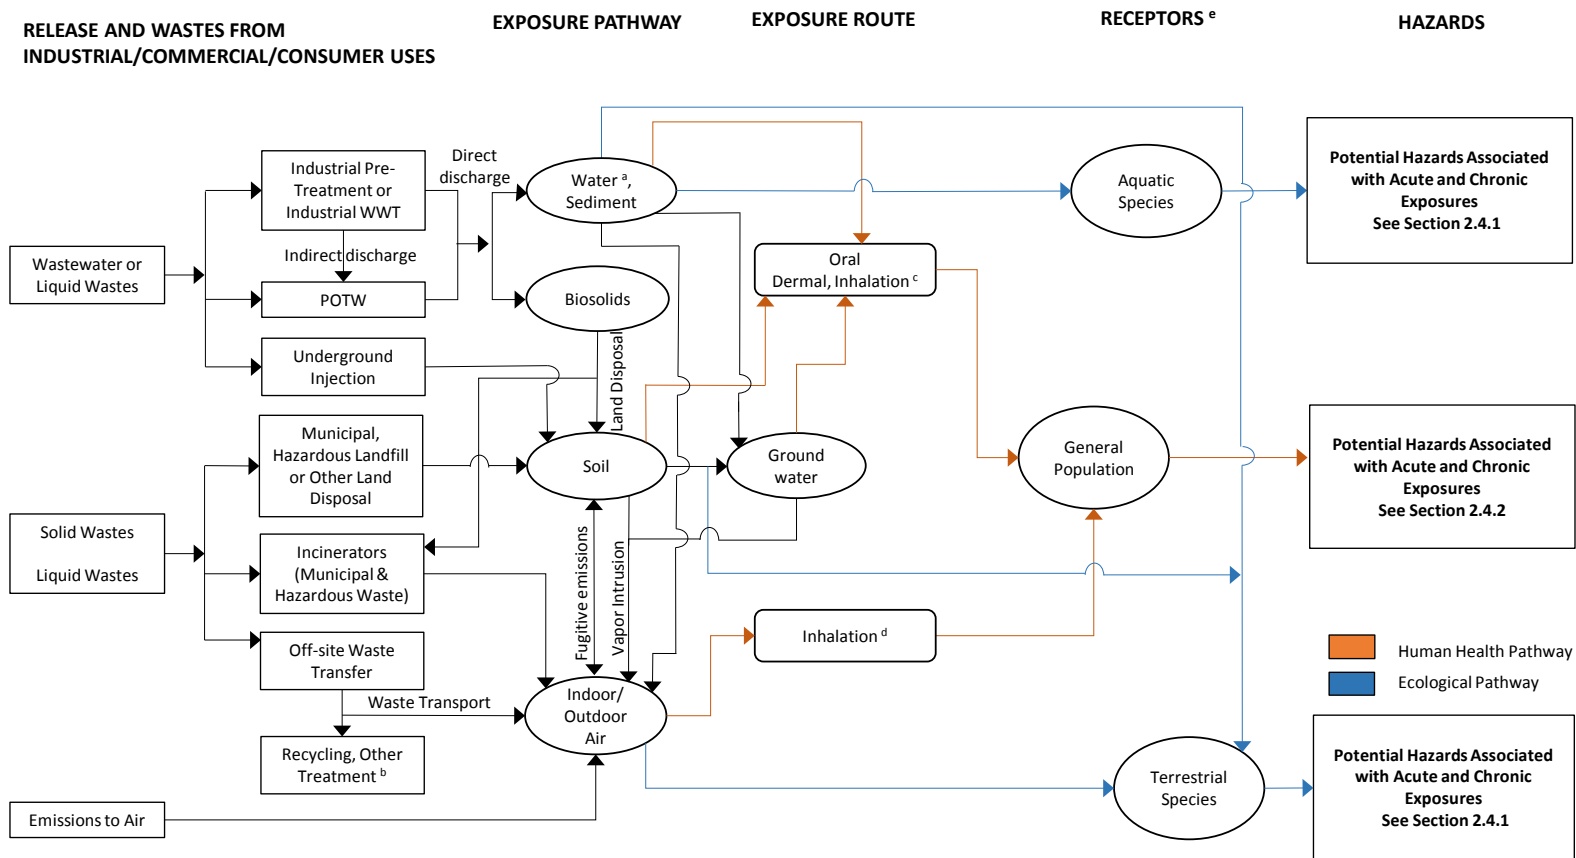 RELEASE AND WASTES FROM
INDUSTRIAL/COMMERCIAL/CONSUMER USES
EXPOSURE PATHWAY
EXPOSURE ROUTE
RECEPTORS e
HAZARDS
Wastewater or
Liquid Wastes
Solid Wastes
Liquid Wastes
Emissions to Air
Industrial Pre-
Treatment or
Industrial WWT
Indirect discharge
POTW
Underground
Injection
Municipal,
Hazardous Landfill
or Other Land
Disposal
Incinerators
(Municipal &
Hazardous Waste)
Off-site Waste
Transfer
Waste Transport
Recycling, Other
Treatment b
Direct
discharge
Water a,
Sediment
Biosolids
Land Disposal
Soil
Ground
water
Fugitive emissions
Vapor Intrusion
Indoor/
Outdoor
Air
Oral
Dermal, Inhalation c
Inhalation d
Aquatic
Species
General
Population
Terrestrial
Species
Potential Hazards Associated
with Acute and Chronic
Exposures
See Section 2.4.1
Potential Hazards Associated
with Acute and Chronic
Exposures
See Section 2.4.2
Human Health Pathway
Ecological Pathway
Potential Hazards Associated
with Acute and Chronic
Exposures
See Section 2.4.1